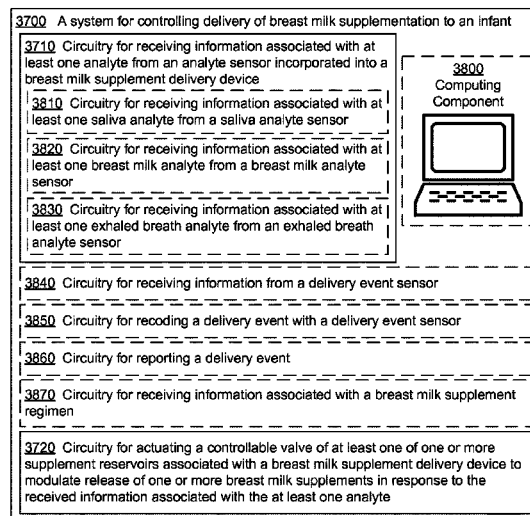 3700 A system for controlling delivery of breast milk supplementation to an infant
3710 Circuitry for receiving information associated with at
least one analyte from an analyte sensor incorporated into a
breast milk supplement delivery device
3810 Circuitry for receiving information associated with at
least one saliva analyte from a saliva analyte sensor
3820 Circuitry for receiving information associated with at
least one breast milk analyte from a breast milk analyte
sensor
3830 Circuitry for receiving information associated with at
least one exhaled breath analyte from an exhaled breath
analyte sensor
3800
Computing
Component
3840 Circuitry for receiving information from a delivery event sensor
3850 Circuitry for recoding a delivery event with a delivery event sensor
3860 Circuitry for reporting a delivery event
3870 Circuitry for receiving information associated with a breast milk supplement
regimen
3720 Circuitry for actuating a controllable valve of at least one of one or more
supplement reservoirs associated with a breast milk supplement delivery device to
modulate release of one or more breast milk supplements in response to the
received information associated with the at least one analyte